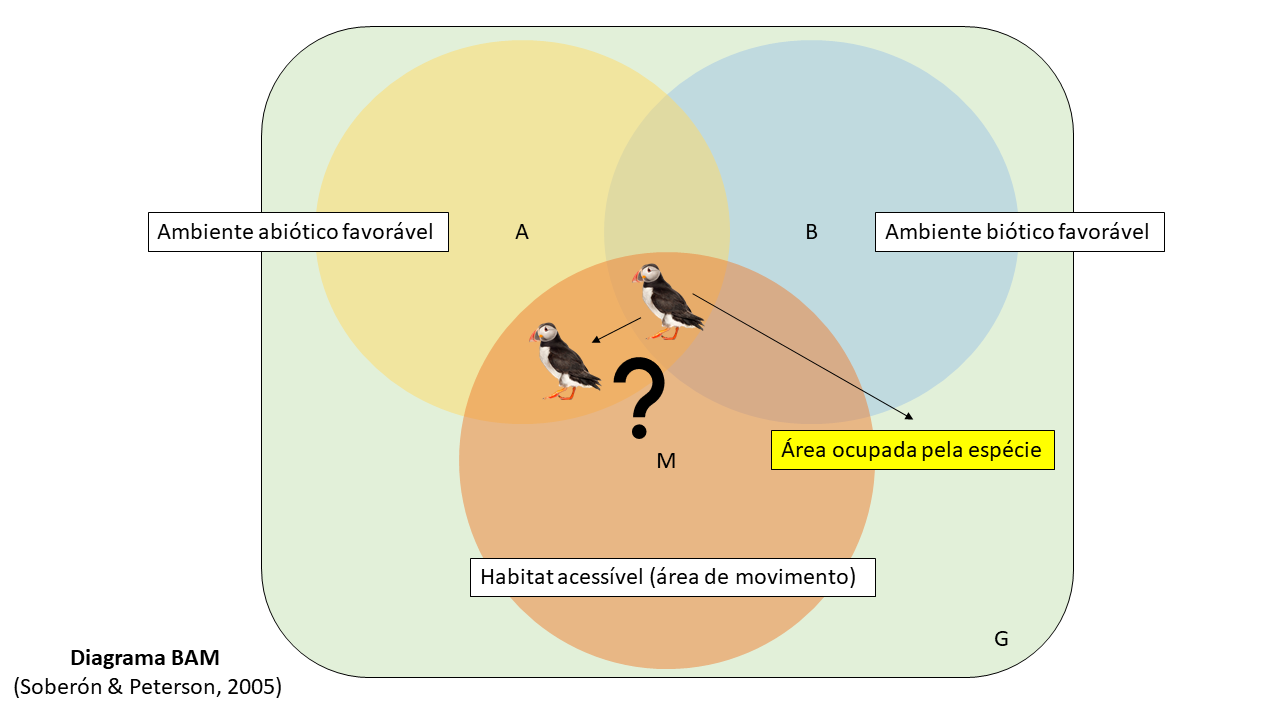 Ambiente abiótico favorável
A
B
Ambiente biótico favorável
?
M
Área ocupada pela espécie
Habitat acessível (área de movimento)
G
Diagrama BAM
(Soberón & Peterson, 2005)